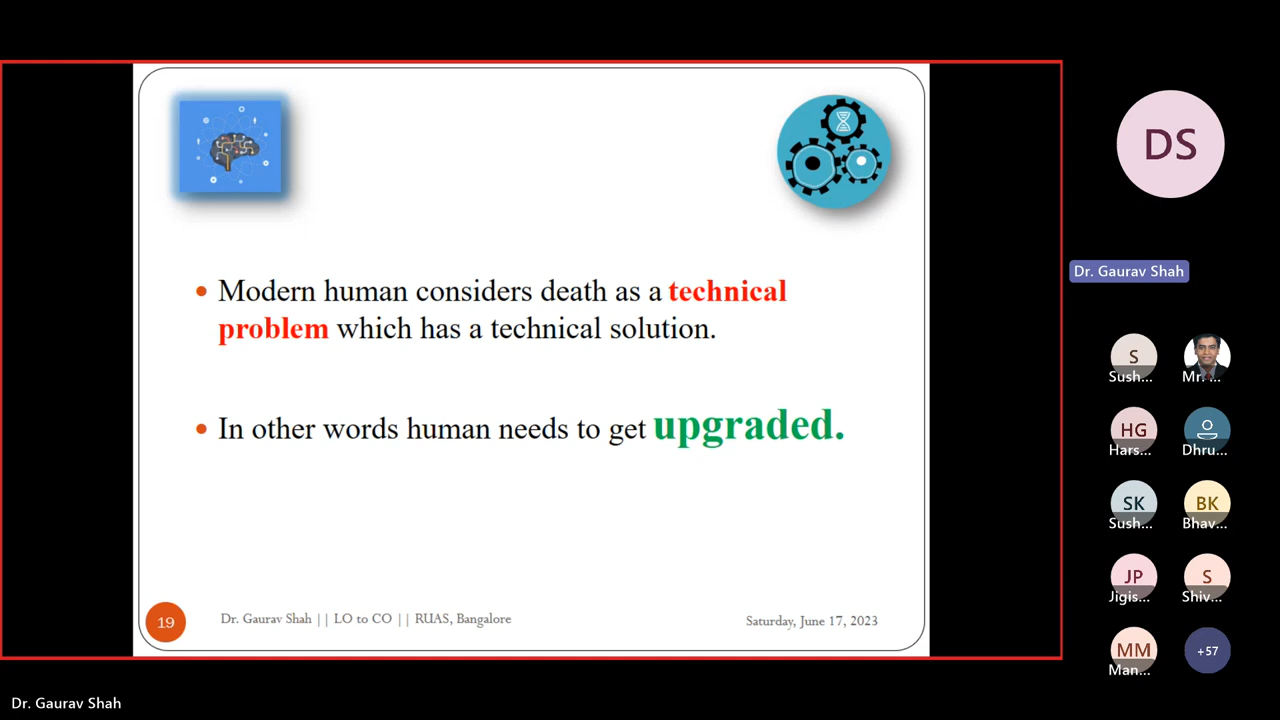 • Modern human considers death as a technical
problem which has a technical solution.
• In other words human needs to get upgraded.
19
Dr. Gaurav Shah || LO to CO || RUAS, Bangalore
Saturday, June 17, 2023
DS
Dr. Gaurav Shah
S
Sush...
Mr. ...
HG
Hars...
Dhru...
SK
Sush...
BK
Bhav...
JP
Jigis...
S
Shiv...
MM
Man...
+57
Dr. Gaurav Shah